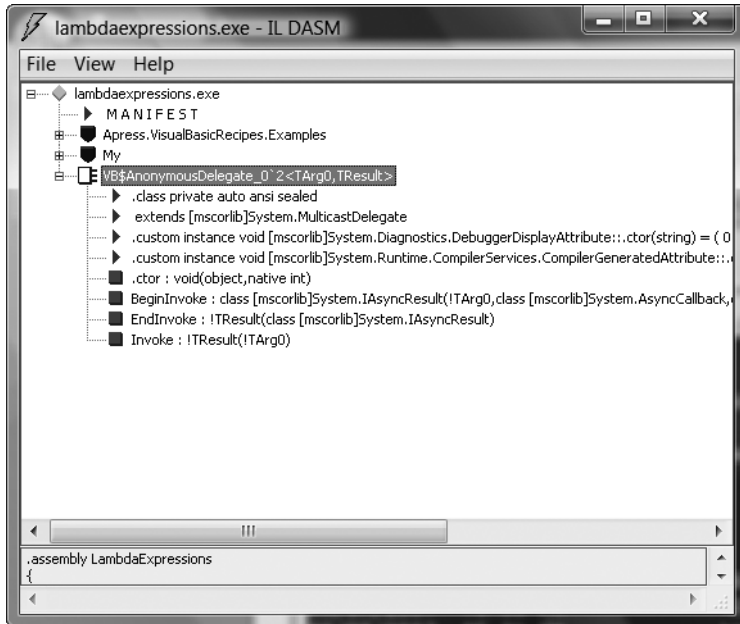 lambdaexpressions.exe - IL DASM
File View Help
lambdaexpressions.exe
MANIFEST
Apress.VisualBasicRecipes.Examples
My
VB$AnonymousDelegate_0`2<TArg0,TResult>
.class private auto ansi sealed
extends [mscorlib]System.MulticastDelegate
.custom instance void [mscorlib]System.Diagnostics.DebuggerDisplayAttribute::.ctor(string) = ( 0
.custom instance void [mscorlib]System.Runtime.CompilerServices.CompilerGeneratedAttribute::.
.ctor : void(object,native int)
BeginInvoke : class [mscorlib]System.IAsyncResult(!TArg0,class [mscorlib]System.AsyncCallback,
EndInvoke : !TResult(class [mscorlib]System.IAsyncResult)
Invoke : !TResult(!TArg0)
.assembly LambdaExpressions
{